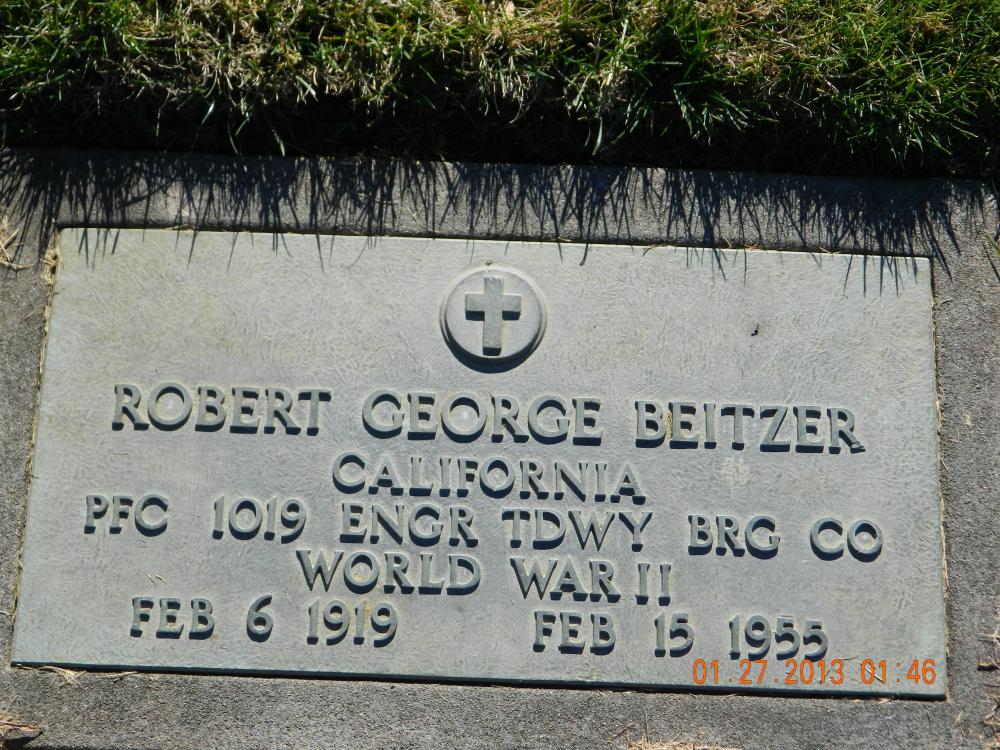 ROBERT GEORGE BEITZER
CALIFORNIA
PFC 1019 ENGR TDWY BRG CO
WORLD WAR II
FEB 6 1919 FEB 15 1955
01.27.2013 01:46